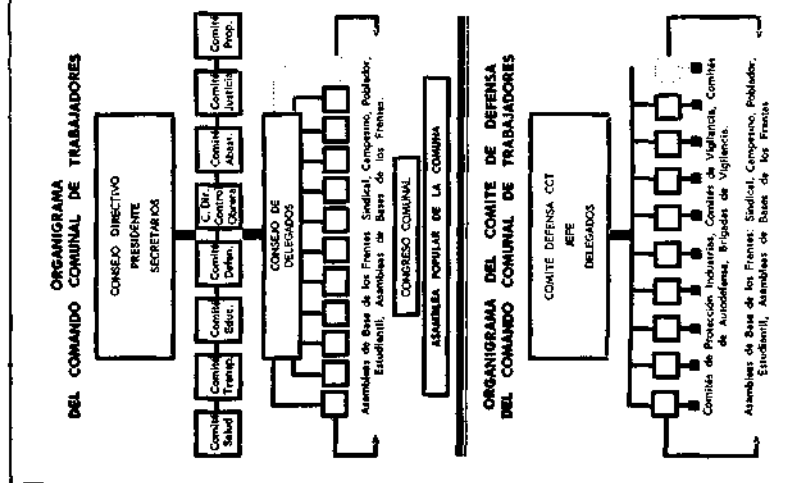 ORGANIGRAMA
DEL COMANDO COMUNAL DE TRABAJADORES
CONSEJO DIRECTIVO
PRESIDENTE
SECRETARIOS
Comité
Salud
Comité
Transp.
Comité
Educ.
Comité
Defen.
C. Dir.
Control
Obrero
Comité
Abast.
Comité
Justicia
Comité
Prop.
CONSEJO DE
DELEGADOS
Asambleas de Base de los Frentes Sindical, Campesino, Poblador,
Estudiantil, Asambleas de Bases de los Frentes.
CONGRESO COMUNAL
ASAMBLEA POPULAR DE LA COMUNA
ORGANIGRAMA DEL COMITE DE DEFENSA
DEL COMANDO COMUNAL DE TRABAJADORES
COMITE DEFENSA CCT
JEFE
DELEGADOS
Comités de Protección Industrias, Comités de Vigilancia, Comités
de Autodefensa, Brigadas de Vigilancia.
Asambleas de Base de los Frentes: Sindical, Campesino, Poblador,
Estudiantil, Asambleas de Bases de los Frentes